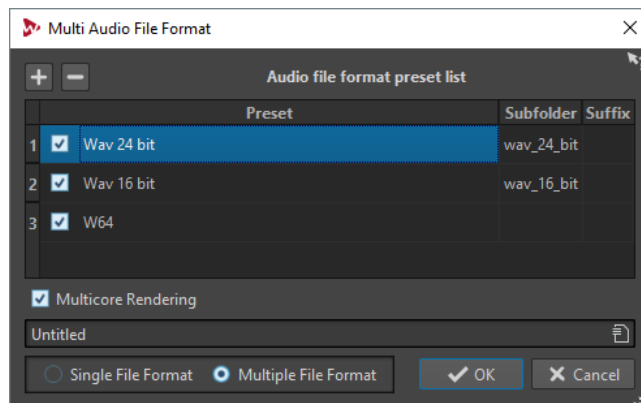 Multi Audio File Format
Audio file format preset list
Preset Subfolder Suffix
1 Wav 24 bit wav_24_bit
2 Wav 16 bit wav_16_bit
3 W64
Multicore Rendering
Untitled
Single File Format Multiple File Format OK Cancel